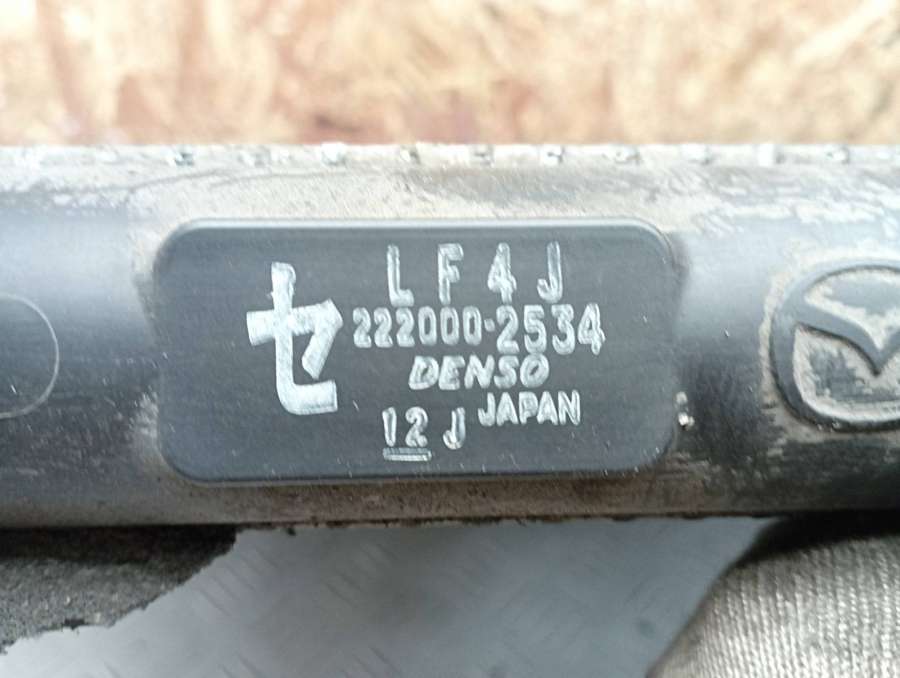 LF4J
セ
222000-2534
DENSO
JAPAN
12 J